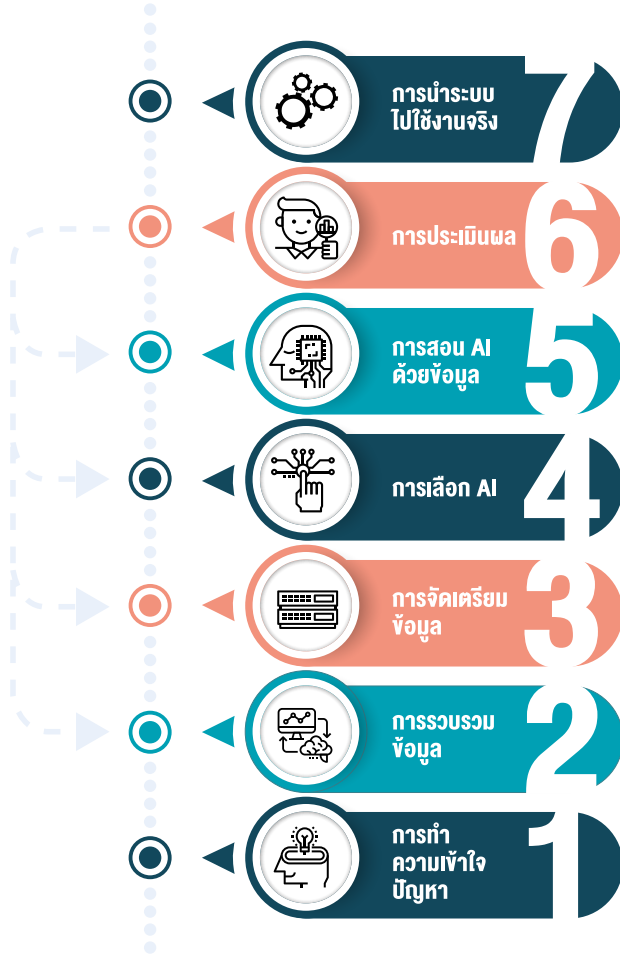 การนำระบบ
ไปใช้งานจริง
7
การประเมินผล
6
การสอน AI
ด้วยข้อมูล
5
การเลือก AI
4
การจัดเตรียม
ข้อมูล
3
การรวบรวม
ข้อมูล
2
การทำ
ความเข้าใจ
ปัญหา
1